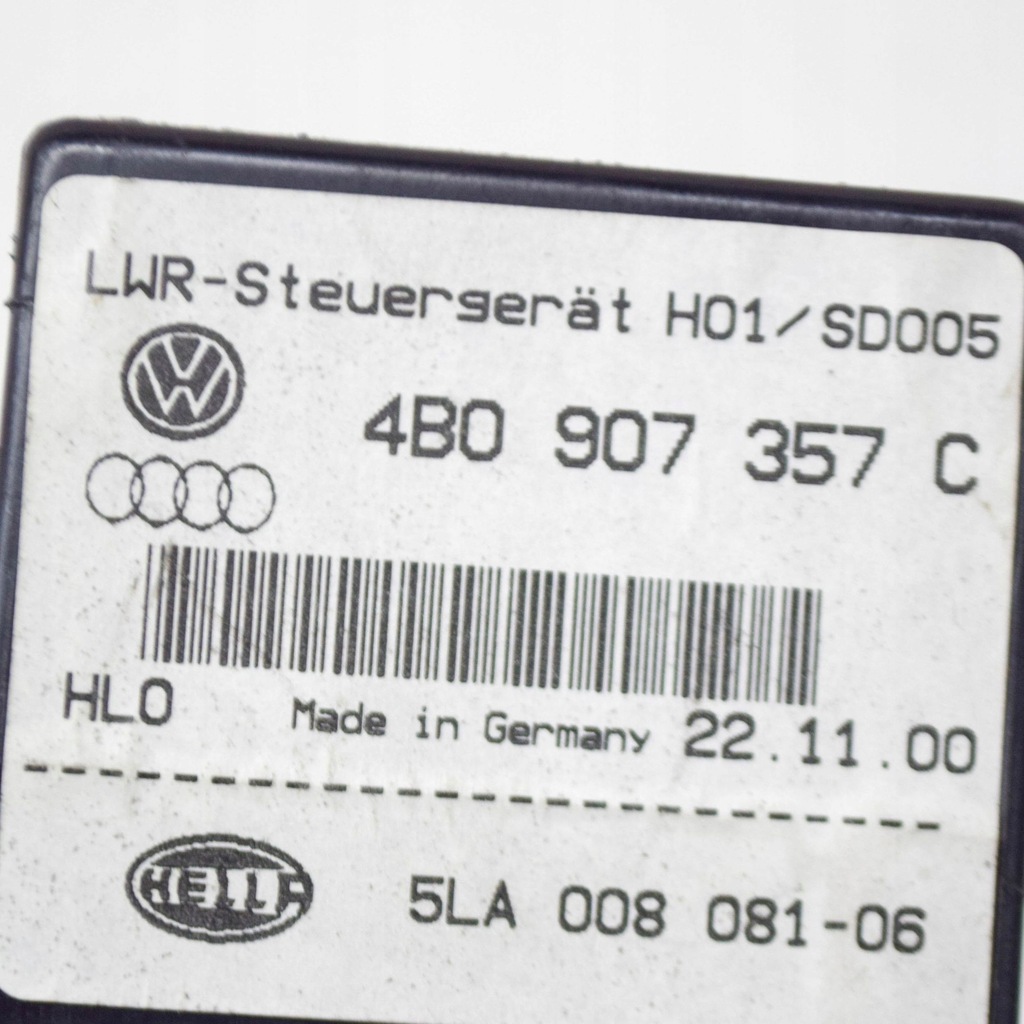 LWR-Steuergerät H01/SD005
4B0 907 357 C
HLO Made in Germany 22.11.00
HELLA 5LA 008 081-06